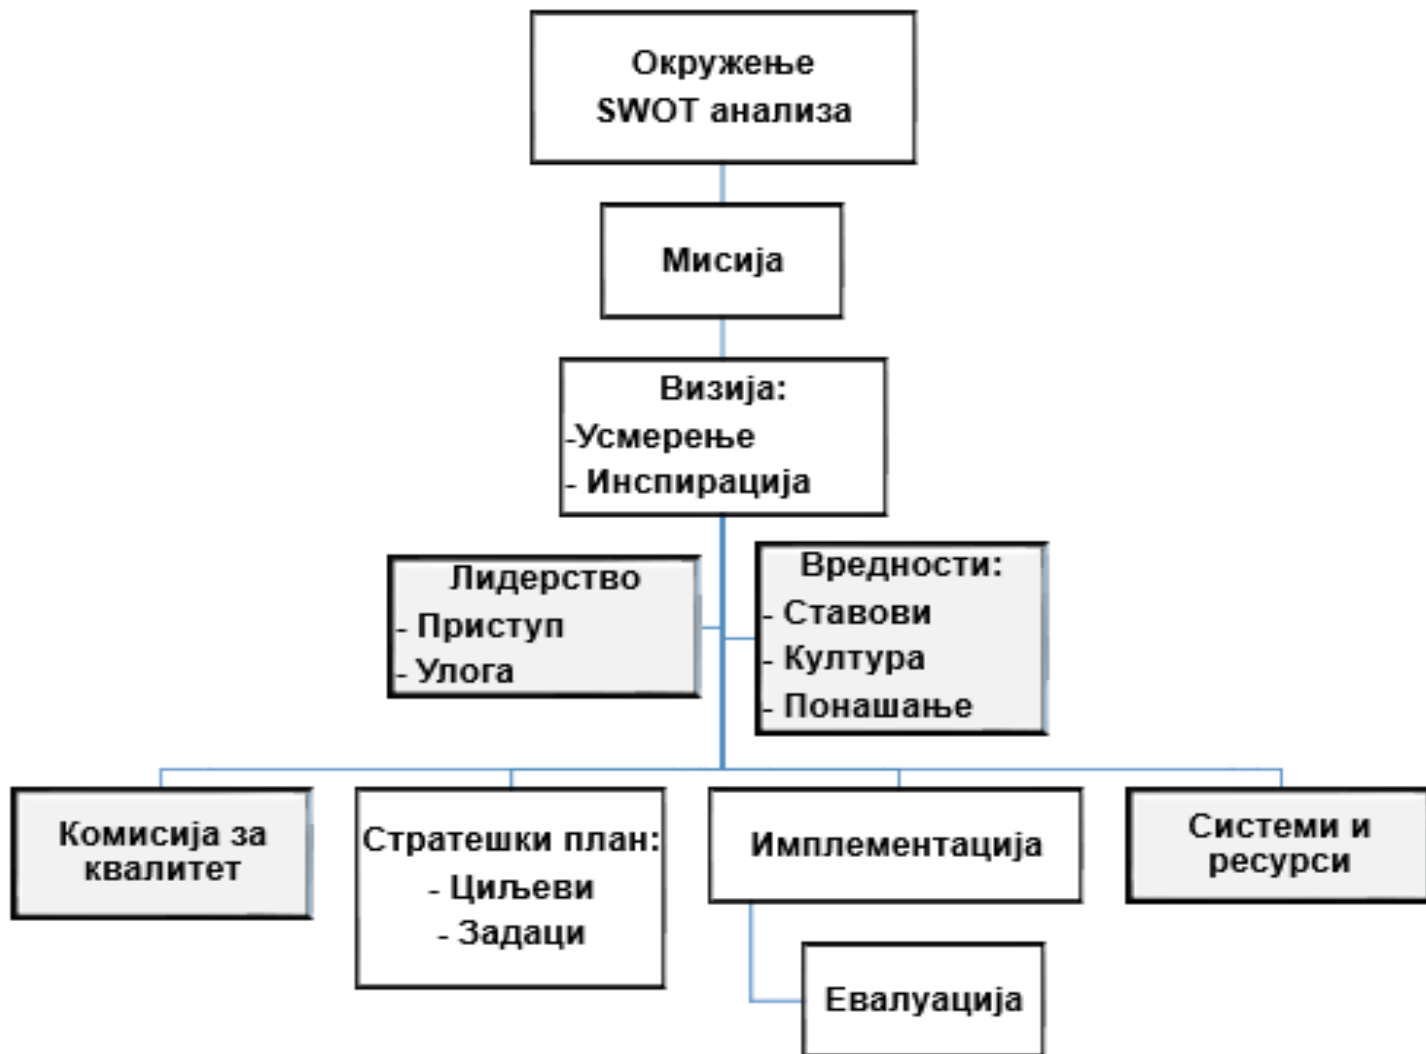 Окружење
SWOT анализа
Мисија
Визија:
-Усмерење
- Инспирација
Лидерство
- Приступ
- Улога
Вредности:
- Ставови
- Култура
- Понашање
Комисија за
квалитет
Стратешки план:
- Циљеви
- Задаци
Имплементација
Системи и
ресурси
Евалуација